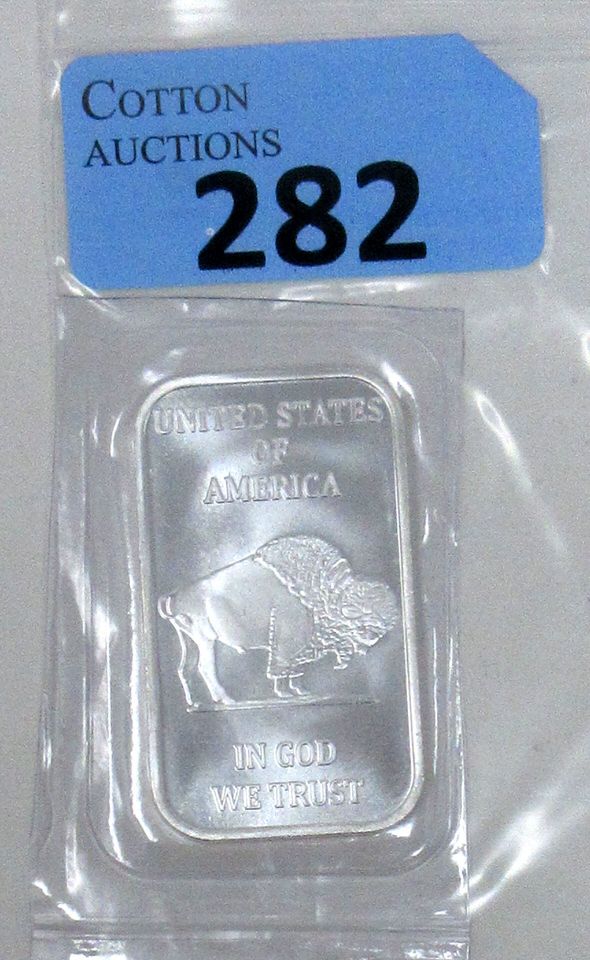 COTTON
AUCTIONS
282
UNITED STATES
OF
AMERICA
IN GOD
WE TRUST